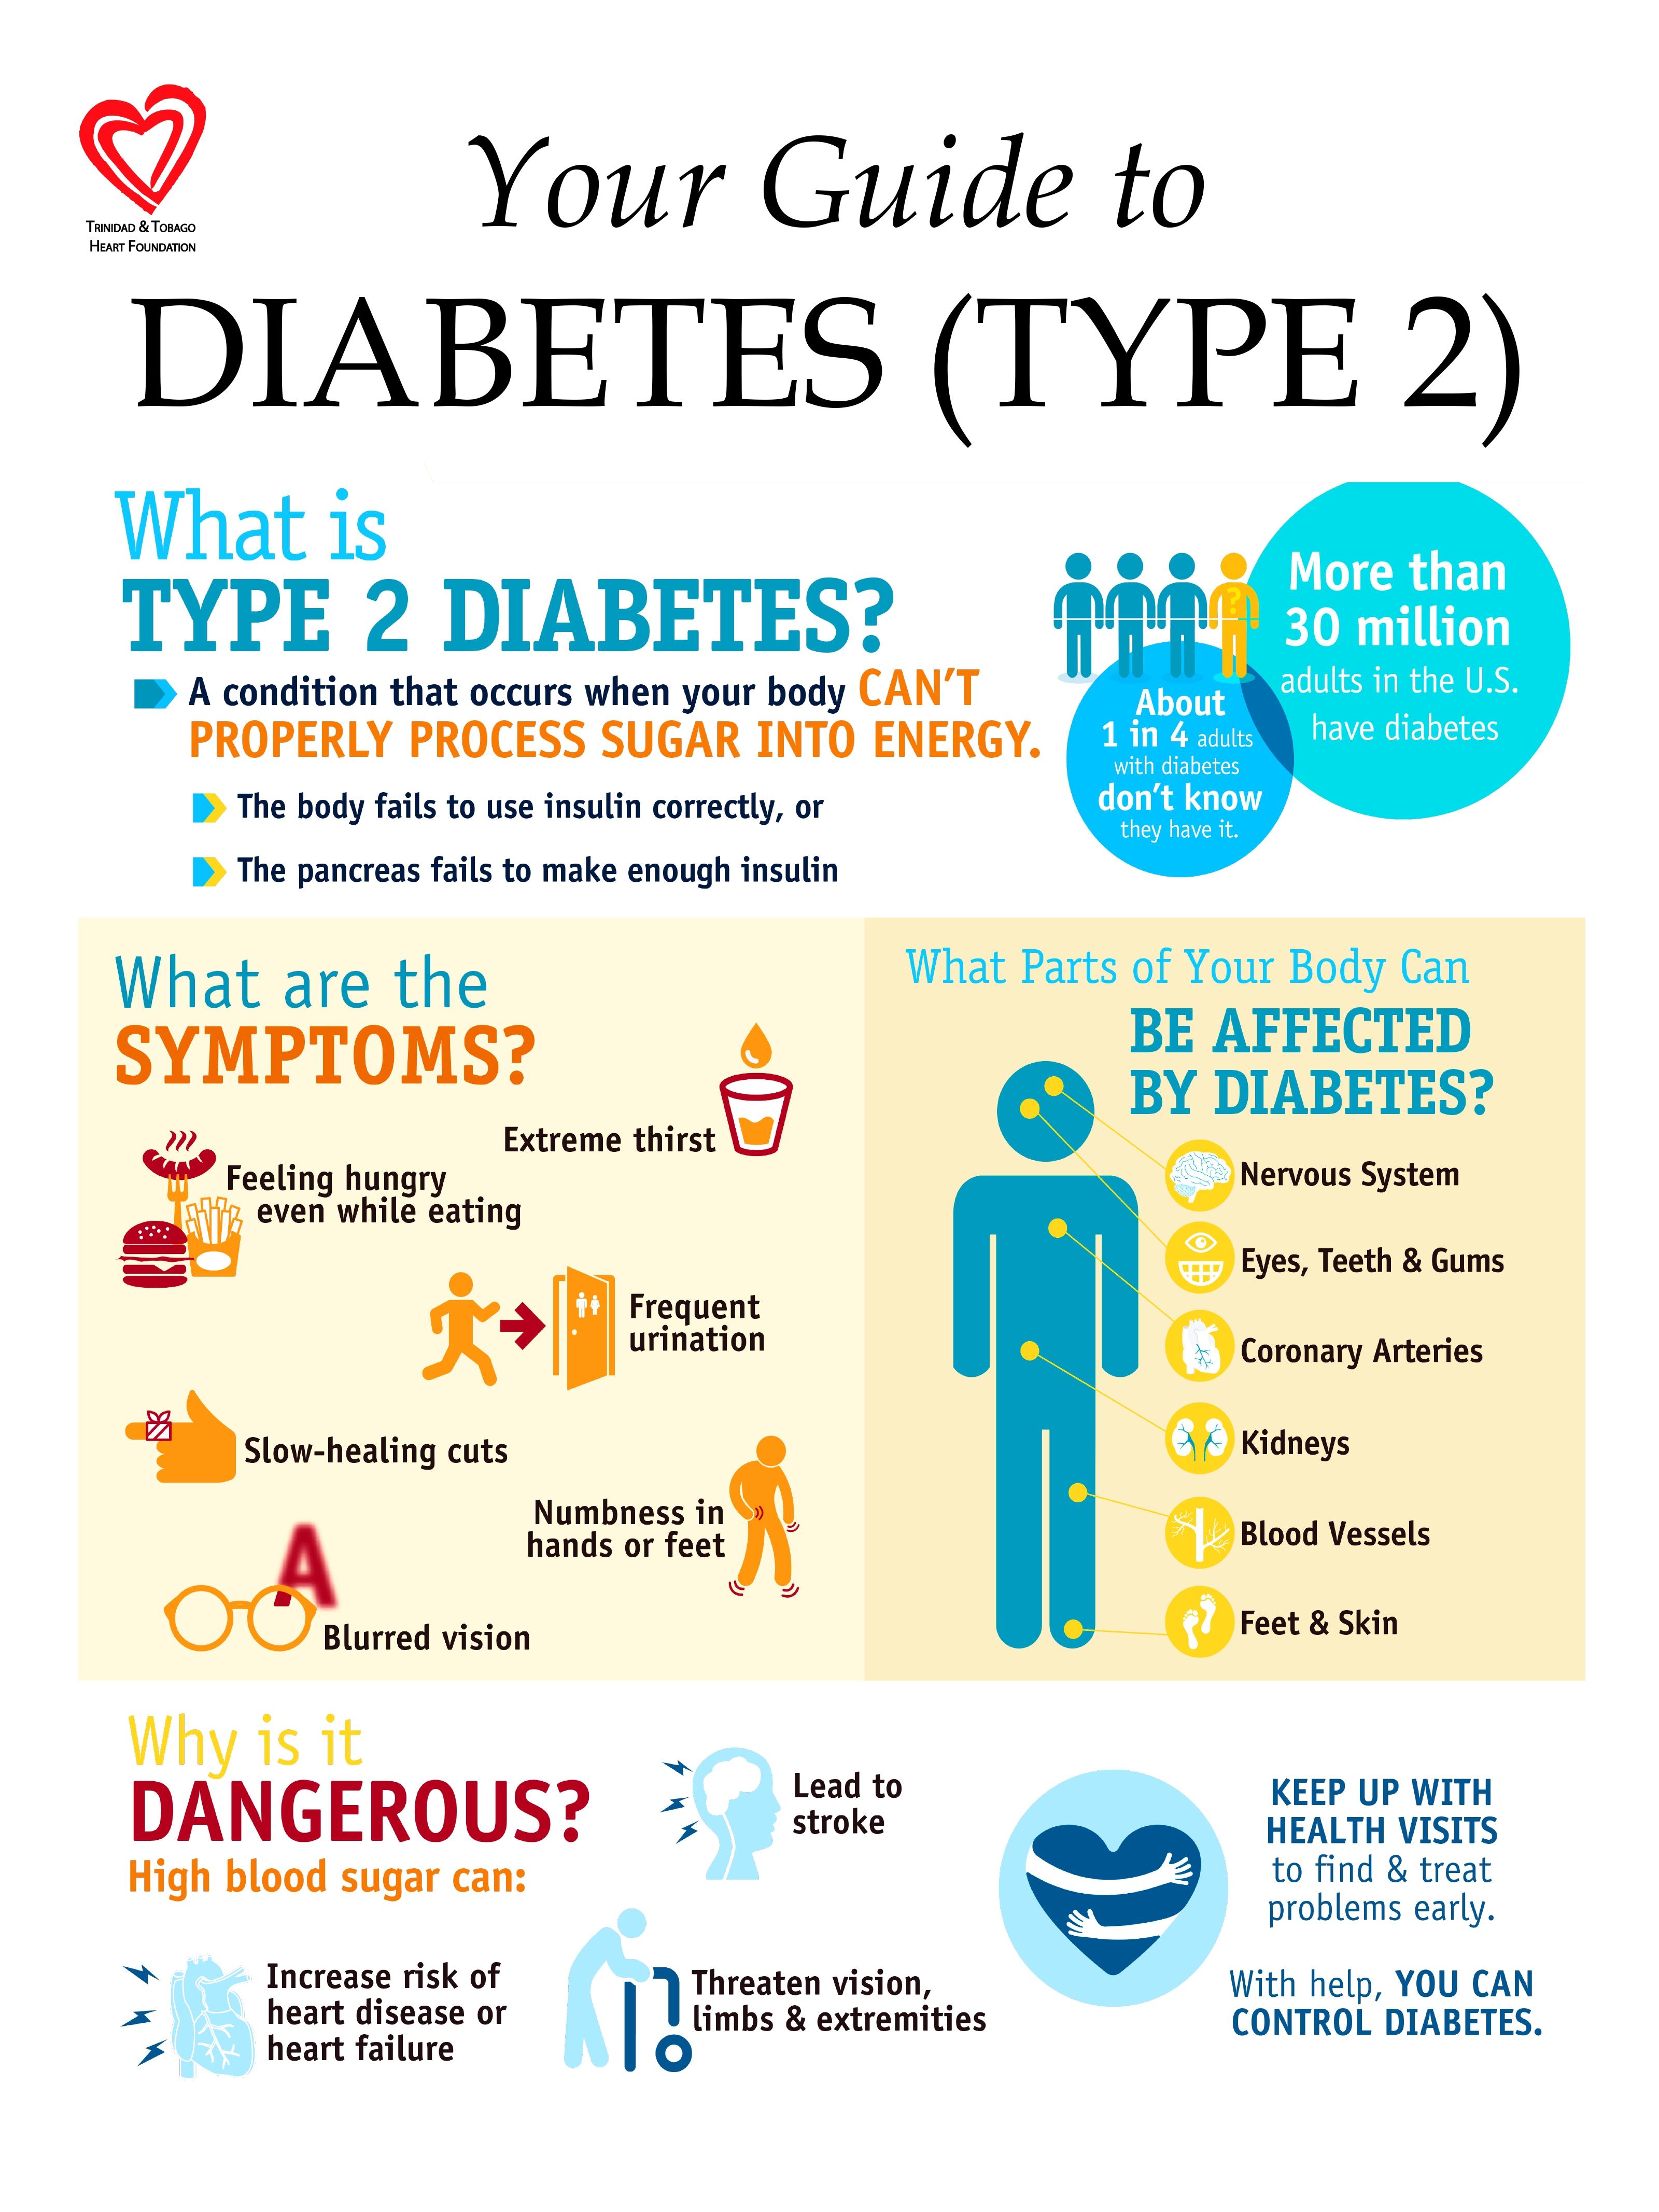 TRINIDAD & TOBAGO
HEART FOUNDATION
Your Guide to
DIABETES (TYPE 2)
What is
TYPE 2 DIABETES?
A condition that occurs when your body CAN'T
PROPERLY PROCESS SUGAR INTO ENERGY.
The body fails to use insulin correctly, or
The pancreas fails to make enough insulin
?
About
1 in 4 adults
with diabetes
don't know
they have it.
More than
30 million
adults in the U.S.
have diabetes
What are the
SYMPTOMS?
Extreme thirst
Feeling hungry
even while eating
Frequent
urination
Slow-healing cuts
Numbness in
hands or feet
A
Blurred vision
What Parts of Your Body Can
BE AFFECTED
BY DIABETES?
Nervous System
Eyes, Teeth & Gums
Coronary Arteries
Kidneys
Blood Vessels
Feet & Skin
Why is it
DANGEROUS?
High blood sugar can:
Lead to
stroke
Increase risk of
heart disease or
heart failure
Threaten vision,
limbs & extremities
KEEP UP WITH
HEALTH VISITS
to find & treat
problems early.
With help, YOU CAN
CONTROL DIABETES.